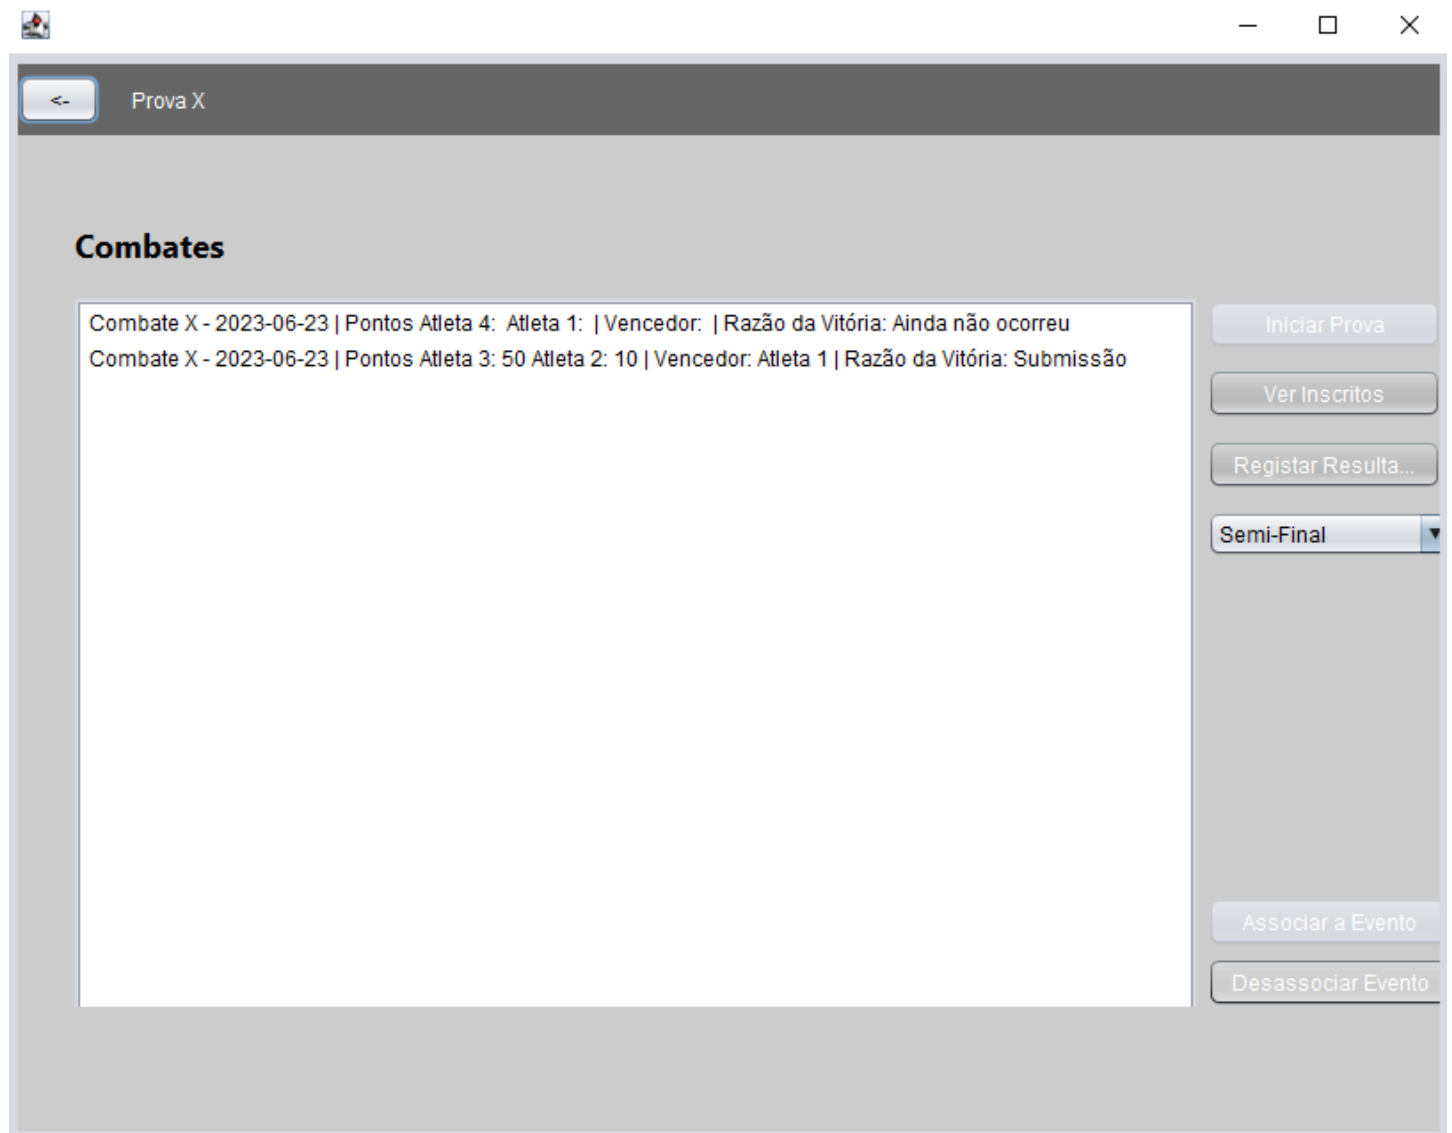 <- Prova X
Combates
Combate X - 2023-06-23 | Pontos Atleta 4:  Atleta 1:  | Vencedor:  | Razão da Vitória: Ainda não ocorreu
Combate X - 2023-06-23 | Pontos Atleta 3: 50 Atleta 2: 10 | Vencedor: Atleta 1 | Razão da Vitória: Submissão
Iniciar Prova
Ver Inscritos
Registar Resulta...
Semi-Final
Associar a Evento
Desassociar Evento